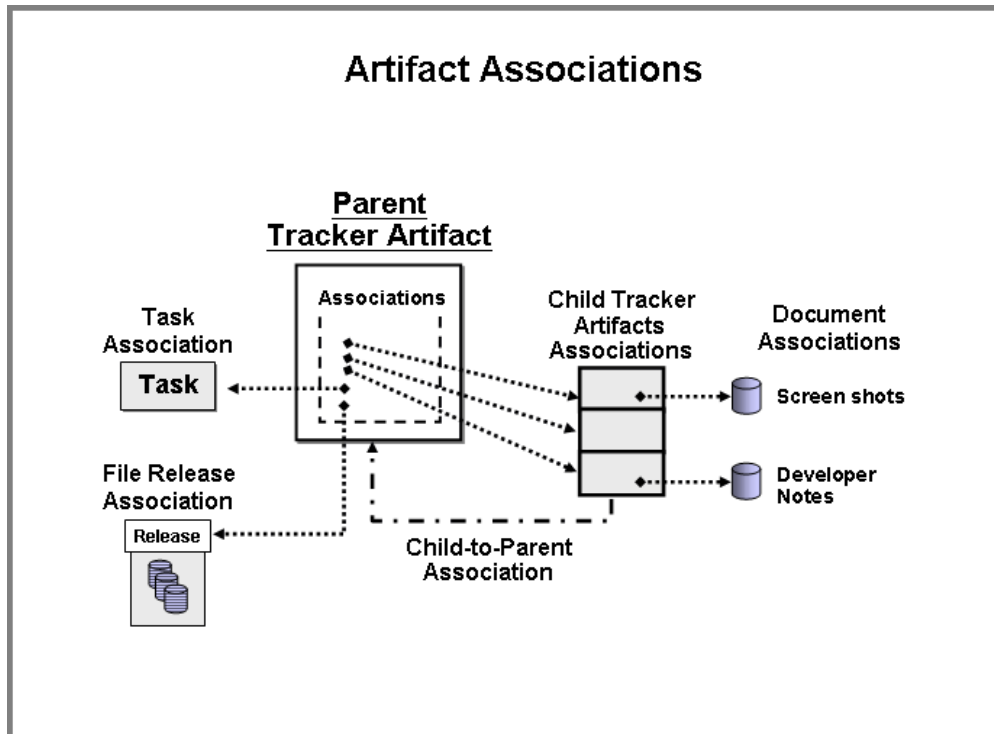 Artifact Associations
Parent
Tracker Artifact
Associations
Task
Association
Task
File Release
Association
Release
Child Tracker
Artifacts
Associations
Document
Associations
Screen shots
Developer
Notes
Child-to-Parent
Association